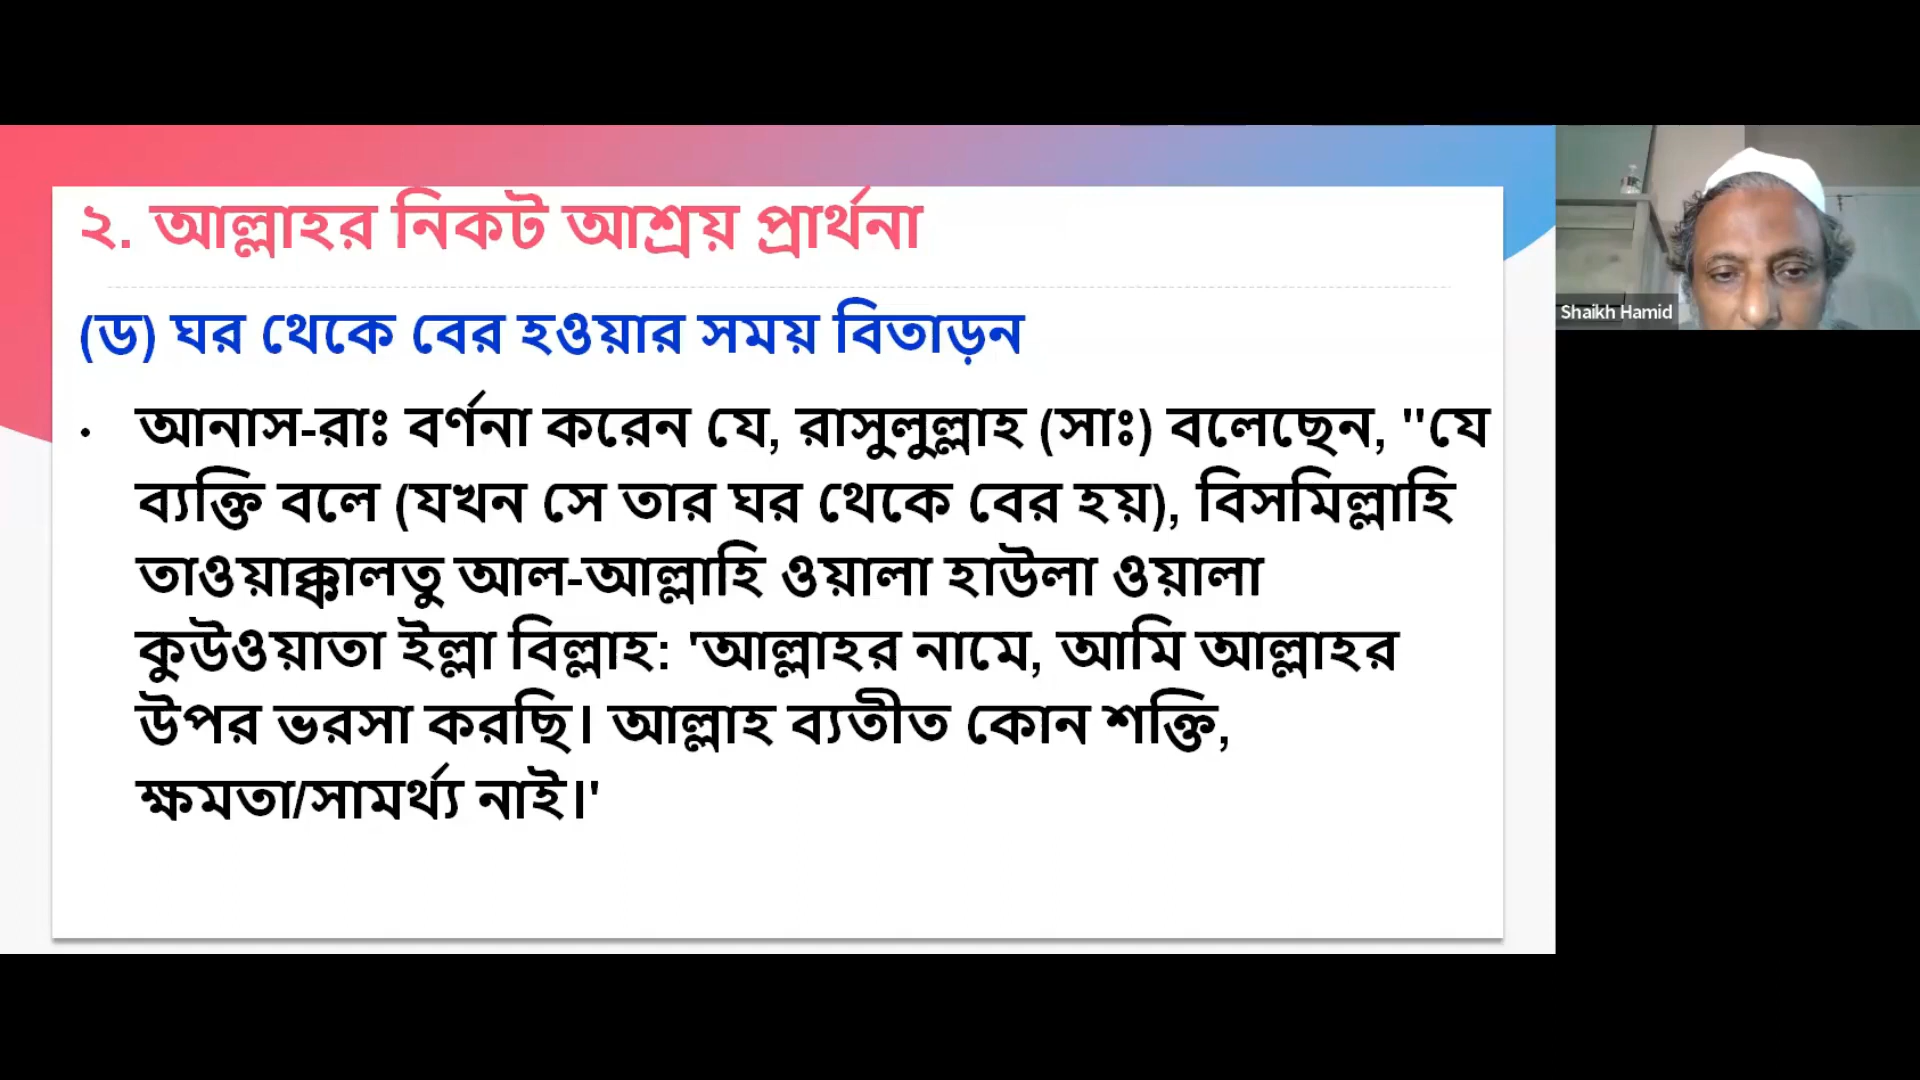 ২. আল্লাহর নিকট আশ্রয় প্রার্থনা
(ড) ঘর থেকে বের হওয়ার সময় বিতাড়ন
• আনাস-রাঃ বর্ণনা করেন যে, রাসুলুল্লাহ (সাঃ) বলেছেন, "যে
ব্যক্তি বলে (যখন সে তার ঘর থেকে বের হয়), বিসমিল্লাহি
তাওয়াক্কালতু আল-আল্লাহি ওয়ালা হাউলা ওয়ালা
কুউওয়াতা ইল্লা বিল্লাহ: 'আল্লাহর নামে, আমি আল্লাহর
উপর ভরসা করছি। আল্লাহ ব্যতীত কোন শক্তি,
ক্ষমতা/সামর্থ্য নাই।'
Shaikh Hamid